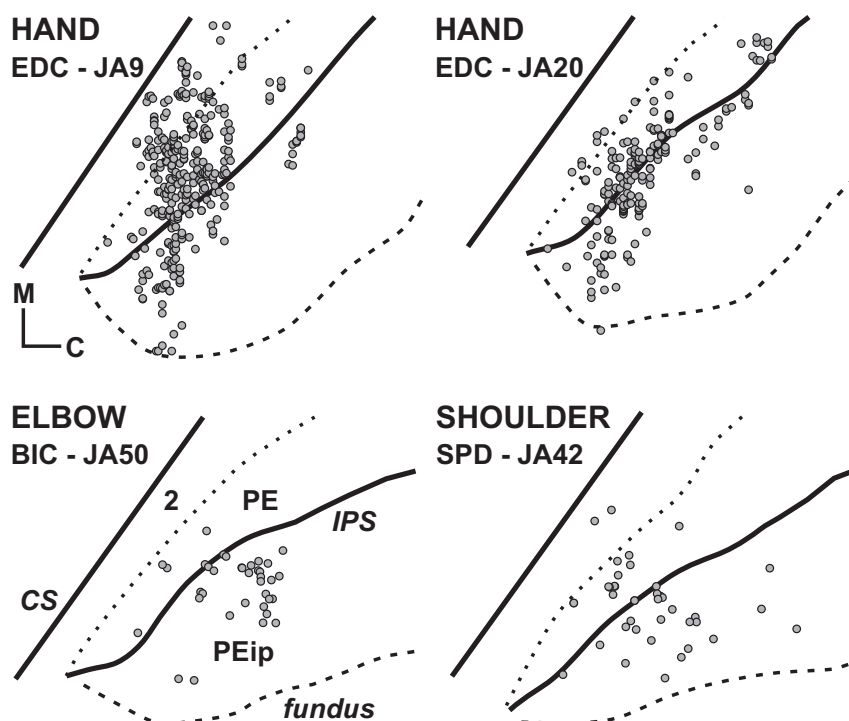 HAND
EDC - JA9
HAND
EDC - JA20
M
C
ELBOW
BIC - JA50
SHOULDER
SPD - JA42
2
PE
IPS
CS
PEip
fundus